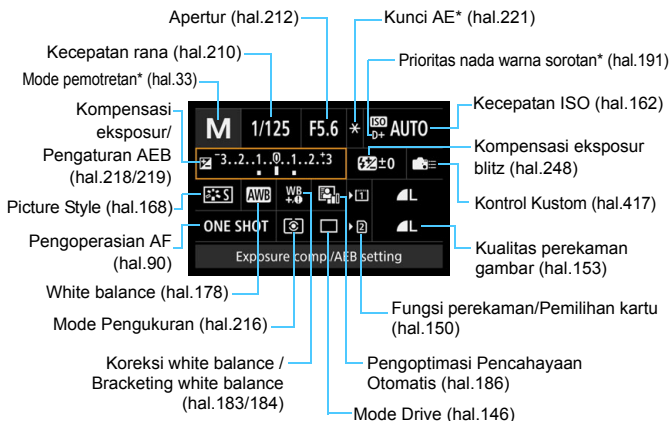 Apertur (hal.212)
Kunci AE* (hal.221)
Kecepatan rana (hal.210)
Prioritas nada warna sorotan* (hal.191)
Mode pemotretan* (hal.33)
Kecepatan ISO (hal.162)
Kompensasi
eksposur/
Pengaturan AEB
(hal.218/219)
Kompensasi eksposur
blitz (hal.248)
Picture Style (hal.168)
Kontrol Kustom (hal.417)
Pengoperasian AF
(hal.90)
Kualitas perekaman
gambar (hal.153)
M 1/125 F5.6 * ISO D+ AUTO
-3..2..1..0..1..2..+3 ±0
S AWB WB +/- 1 L
ONE SHOT 2 L
Exposure comp./AEB setting
White balance (hal.178)
Fungsi perekaman/Pemilihan kartu
(hal.150)
Mode Pengukuran (hal.216)
Koreksi white balance /
Bracketing white balance
(hal.183/184)
Pengoptimasi Pencahayaan
Otomatis (hal.186)
Mode Drive (hal.146)